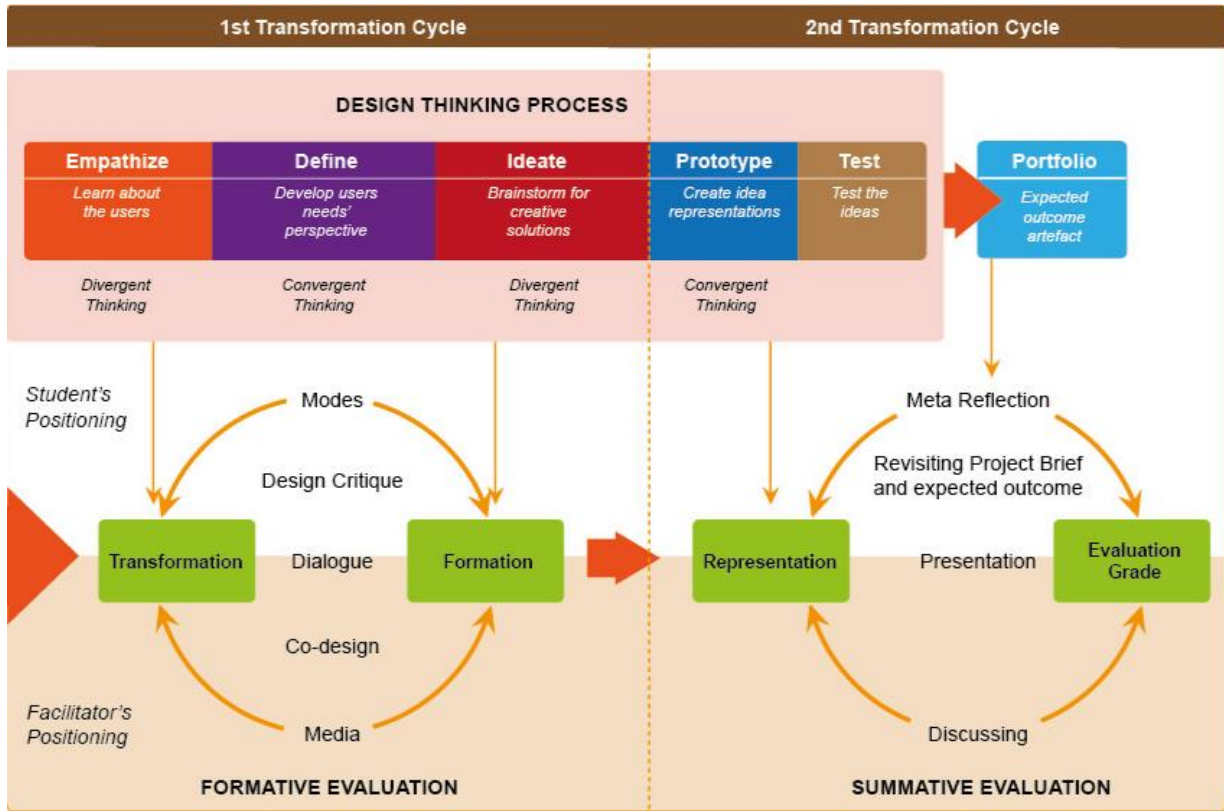 1st Transformation Cycle
2nd Transformation Cycle
DESIGN THINKING PROCESS
Empathize
Learn about
the users
Define
Develop users
needs'
perspective
Ideate
Brainstorm for
creative
solutions
Prototype
Create idea
representations
Test
Test the
ideas
Portfolio
Expected
outcome
artefact
Divergent
Thinking
Convergent
Thinking
Divergent
Thinking
Convergent
Thinking
Student's
Positioning
Modes
Design Critique
Transformation
Dialogue
Formation
Co-design
Media
Facilitator's
Positioning
FORMATIVE EVALUATION
Meta Reflection
Revisiting Project Brief
and expected outcome
Representation
Presentation
Evaluation
Grade
Discussing
SUMMATIVE EVALUATION